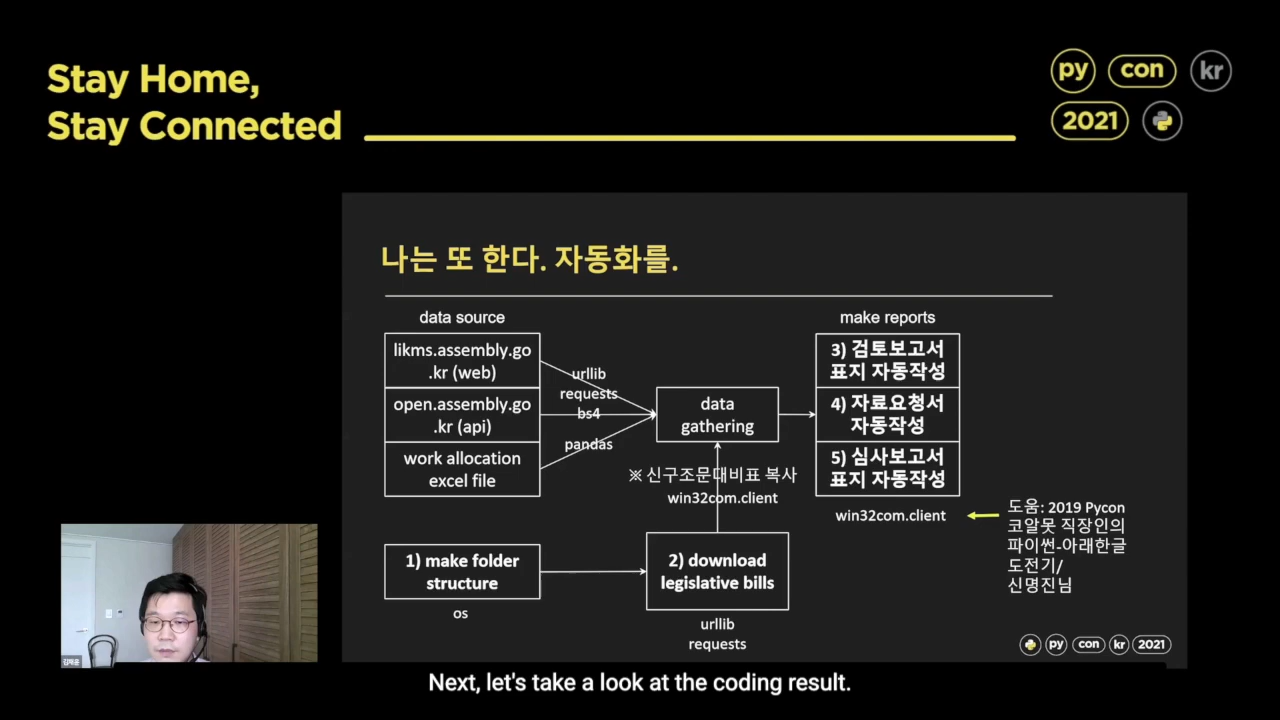 Stay Home,
Stay Connected
py con kr
2021
나는 또 한다. 자동화를.
data source
likms.assembly.go
.kr (web)
open.assembly.go
.kr (api)
work allocation
excel file
urllib
requests
bs4
pandas
data
gathering
make reports
3) 검토보고서
표지 자동작성
4) 자료요청서
자동작성
5) 심사보고서
표지 자동작성
win32com.client
※ 신구조문대비표 복사
win32com.client
도움: 2019 Pycon
코알못 직장인의
파이썬-아래한글
도전기/
신명진님
1) make folder
structure
os
2) download
legislative bills
urllib
requests
py con kr 2021
Next, let's take a look at the coding result.